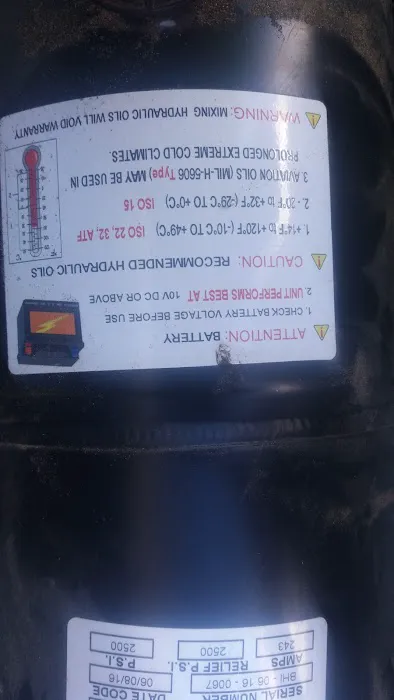 SERIAL NUMBER DATE CODE
BHI - 06 16 - 0067 06/08/16
AMPS RELIEF P.S.I. P.S.I.
243 2500 2500
ATTENTION: BATTERY
1. CHECK BATTERY VOLTAGE BEFORE USE
2. UNIT PERFORMS BEST AT 10V DC OR ABOVE
CAUTION: RECOMMENDED HYDRAULIC OILS
1. +14°F to +120°F (-10°C TO +49°C) ISO 22, 32, ATF
2. -20°F to +32°F (-29°C TO +0°C) ISO 15
3. AVIATION OILS (MIL-H-5606 Type) MAY BE USED IN
PROLONGED EXTREME COLD CLIMATES.
WARNING: MIXING HYDRAULIC OILS WILL VOID WARRANTY